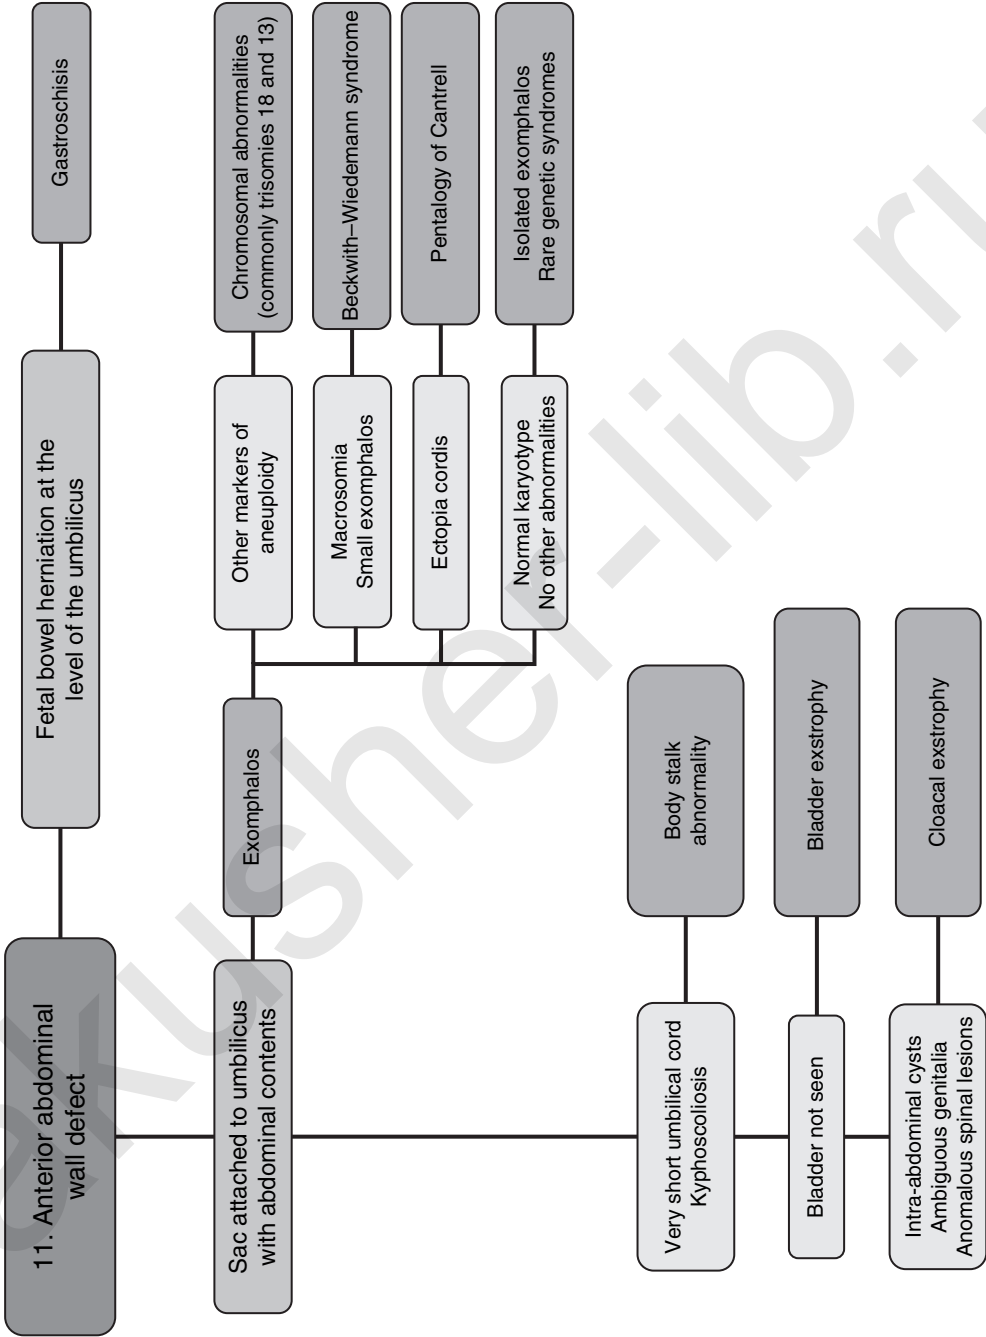 11. Anterior abdominal
wall defect
Fetal bowel herniation at the
level of the umbilicus
Gastroschisis
Sac attached to umbilicus
with abdominal contents
Exomphalos
Other markers of
aneuploidy
Chromosomal abnormalities
(commonly trisomies 18 and 13)
Macrosomia
Small exomphalos
Beckwith–Wiedemann syndrome
Ectopia cordis
Pentalogy of Cantrell
Normal karyotype
No other abnormalities
Isolated exomphalos
Rare genetic syndromes
Very short umbilical cord
Kyphoscoliosis
Body stalk
abnormality
Bladder not seen
Bladder exstrophy
Intra-abdominal cysts
Ambiguous genitalia
Anomalous spinal lesions
Cloacal exstrophy
akusher-lib.ru